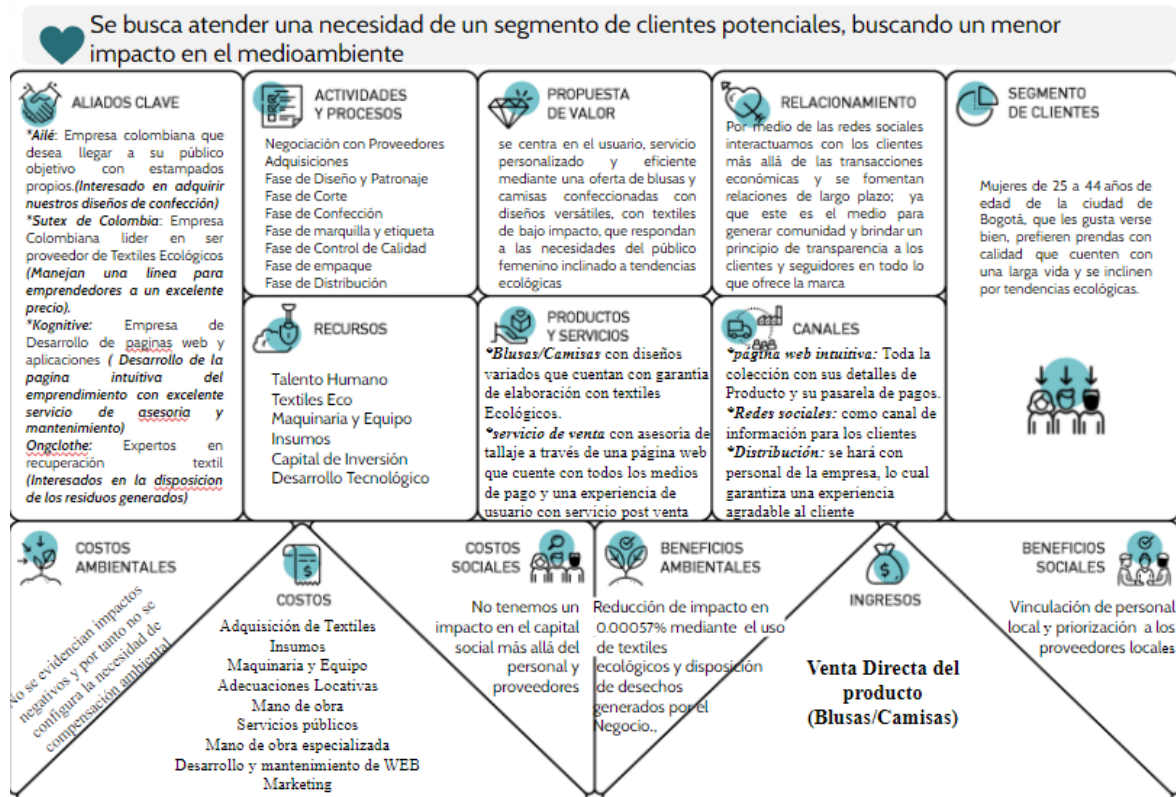 Se busca atender una necesidad de un segmento de clientes potenciales, buscando un menor
impacto en el medioambiente
ALIADOS CLAVE
*Ailé: Empresa colombiana que
desea llegar a su público
objetivo con estampados
propios.(Interesado en adquirir
nuestros diseños de confección)
*Sutex de Colombia: Empresa
Colombiana lider en ser
proveedor de Textiles Ecológicos
(Manejan una línea para
emprendedores a un excelente
precio).
*Kognitive: Empresa de
Desarrollo de paginas web y
aplicaciones ( Desarrollo de la
pagina intuitiva del
emprendimiento con excelente
servicio de asesoria y
mantenimiento)
Ongclothe: Expertos en
recuperación textil
(Interesados en la disposicion
de los residuos generados)
ACTIVIDADES
Y PROCESOS
Negociación con Proveedores
Adquisiciones
Fase de Diseño y Patronaje
Fase de Corte
Fase de Confección
Fase de marquilla y etiqueta
Fase de Control de Calidad
Fase de empaque
Fase de Distribución
RECURSOS
Talento Humano
Textiles Eco
Maquinaria y Equipo
Insumos
Capital de Inversión
Desarrollo Tecnológico
PROPUESTA
DE VALOR
se centra en el usuario, servicio
personalizado y eficiente
mediante una oferta de blusas y
camisas confeccionadas con
diseños versátiles, con textiles
de bajo impacto, que respondan
a las necesidades del público
femenino inclinado a tendencias
ecológicas
PRODUCTOS
Y SERVICIOS
*Blusas/Camisas con diseños
variados que cuentan con garantía
de elaboración con textiles
Ecológicos.
*servicio de venta con asesoria de
tallaje a través de una página web
que cuente con todos los medios
de pago y una experiencia de
usuario con servicio post venta
RELACIONAMIENTO
Por medio de las redes sociales
interactuamos con los clientes
más allá de las transacciones
económicas y se fomentan
relaciones de largo plazo; ya
que este es el medio para
generar comunidad y brindar un
principio de transparencia a los
clientes y seguidores en todo lo
que ofrece la marca
CANALES
*página web intuitiva: Toda la
colección con sus detalles de
Producto y su pasarela de pagos.
*Redes sociales: como canal de
información para los clientes
*Distribución: se hará con
personal de la empresa, lo cual
garantiza una experiencia
agradable al cliente
SEGMENTO
DE CLIENTES
Mujeres de 25 a 44 años de
edad de la ciudad de
Bogotá, que les gusta verse
bien, prefieren prendas con
calidad que cuenten con
una larga vida y se inclinen
por tendencias ecológicas.
COSTOS
AMBIENTALES
No se evidencian impactos
negativos y por tanto no se
configura la necesidad de
compensación ambiental
COSTOS
Adquisición de Textiles
Insumos
Maquinaria y Equipo
Adecuaciones Locativas
Mano de obra
Servicios públicos
Mano de obra especializada
Desarrollo y mantenimiento de WEB
Marketing
COSTOS
SOCIALES
No tenemos un
impacto en el capital
social más allá del
personal y
proveedores
BENEFICIOS
AMBIENTALES
Reducción de impacto en
0.00057% mediante el uso
de textiles
ecológicos y disposición
de desechos
generados por el
Negocio.,
INGRESOS
Venta Directa del
producto
(Blusas/Camisas)
BENEFICIOS
SOCIALES
Vinculación de personal
local y priorización a los
proveedores locales